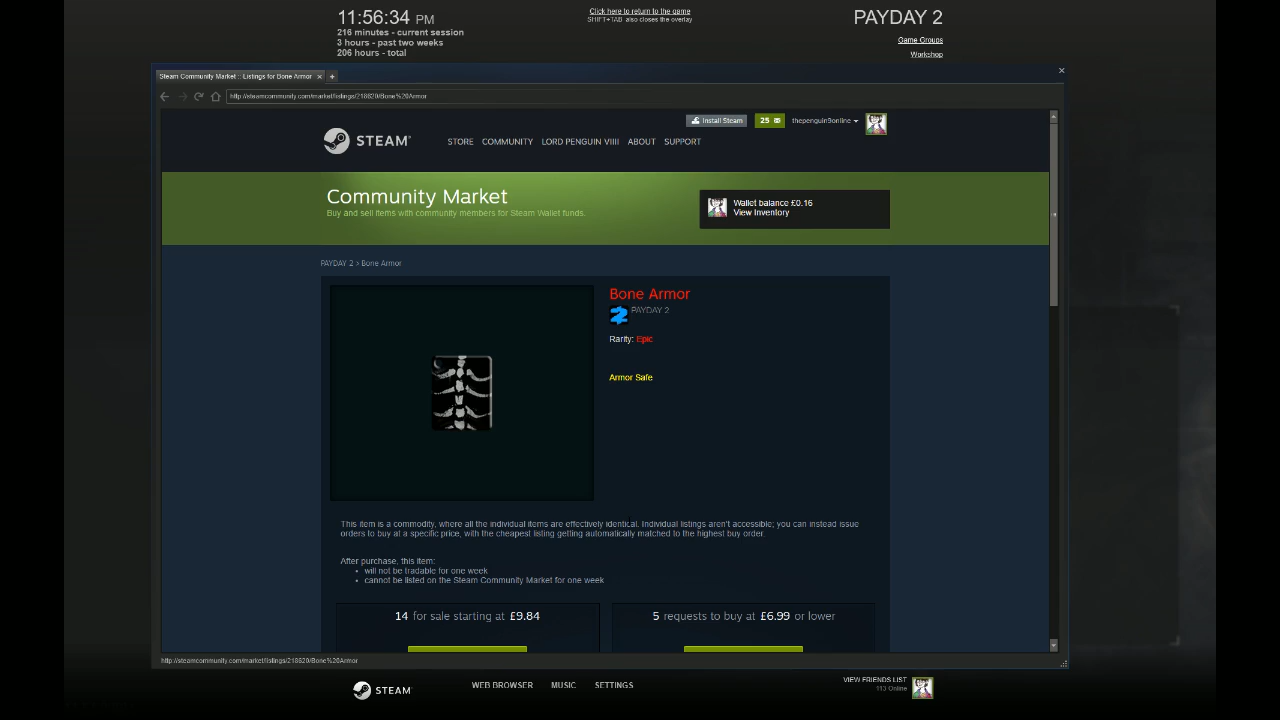 11:56:34 PM
216 minutes - current session
3 hours - past two weeks
206 hours - total
Click here to return to the game
SHIFT+TAB also closes the overlay
PAYDAY 2
Game Groups
Workshop
Steam Community Market :: Listings for Bone Armor
http://steamcommunity.com/market/listings/218620/Bone%20Armor
Install Steam
25
thepenguin9online
STEAM®
STORE COMMUNITY LORD PENGUIN VIIII ABOUT SUPPORT
Community Market
Buy and sell items with community members for Steam Wallet funds.
Wallet balance £0.16
View Inventory
PAYDAY 2 > Bone Armor
Bone Armor
PAYDAY 2
Rarity: Epic
Armor Safe
This item is a commodity, where all the individual items are effectively identical. Individual listings aren't accessible; you can instead issue
orders to buy at a specific price, with the cheapest listing getting automatically matched to the highest buy order.
After purchase, this item:
• will not be tradable for one week
• cannot be listed on the Steam Community Market for one week
14 for sale starting at £9.84
5 requests to buy at £6.99 or lower
http://steamcommunity.com/market/listings/218620/Bone%20Armor
STEAM
WEB BROWSER MUSIC SETTINGS
VIEW FRIENDS LIST
113 Online